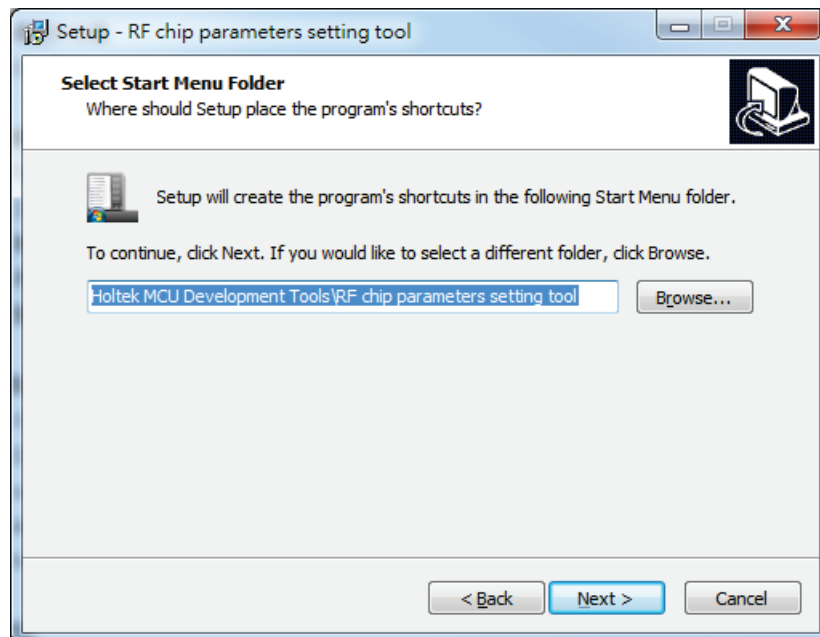 Setup - RF chip parameters setting tool
Select Start Menu Folder
Where should Setup place the program's shortcuts?
Setup will create the program's shortcuts in the following Start Menu folder.
To continue, click Next. If you would like to select a different folder, click Browse.
Holtek MCU Development Tools\RF chip parameters setting tool
Browse...
< Back
Next >
Cancel